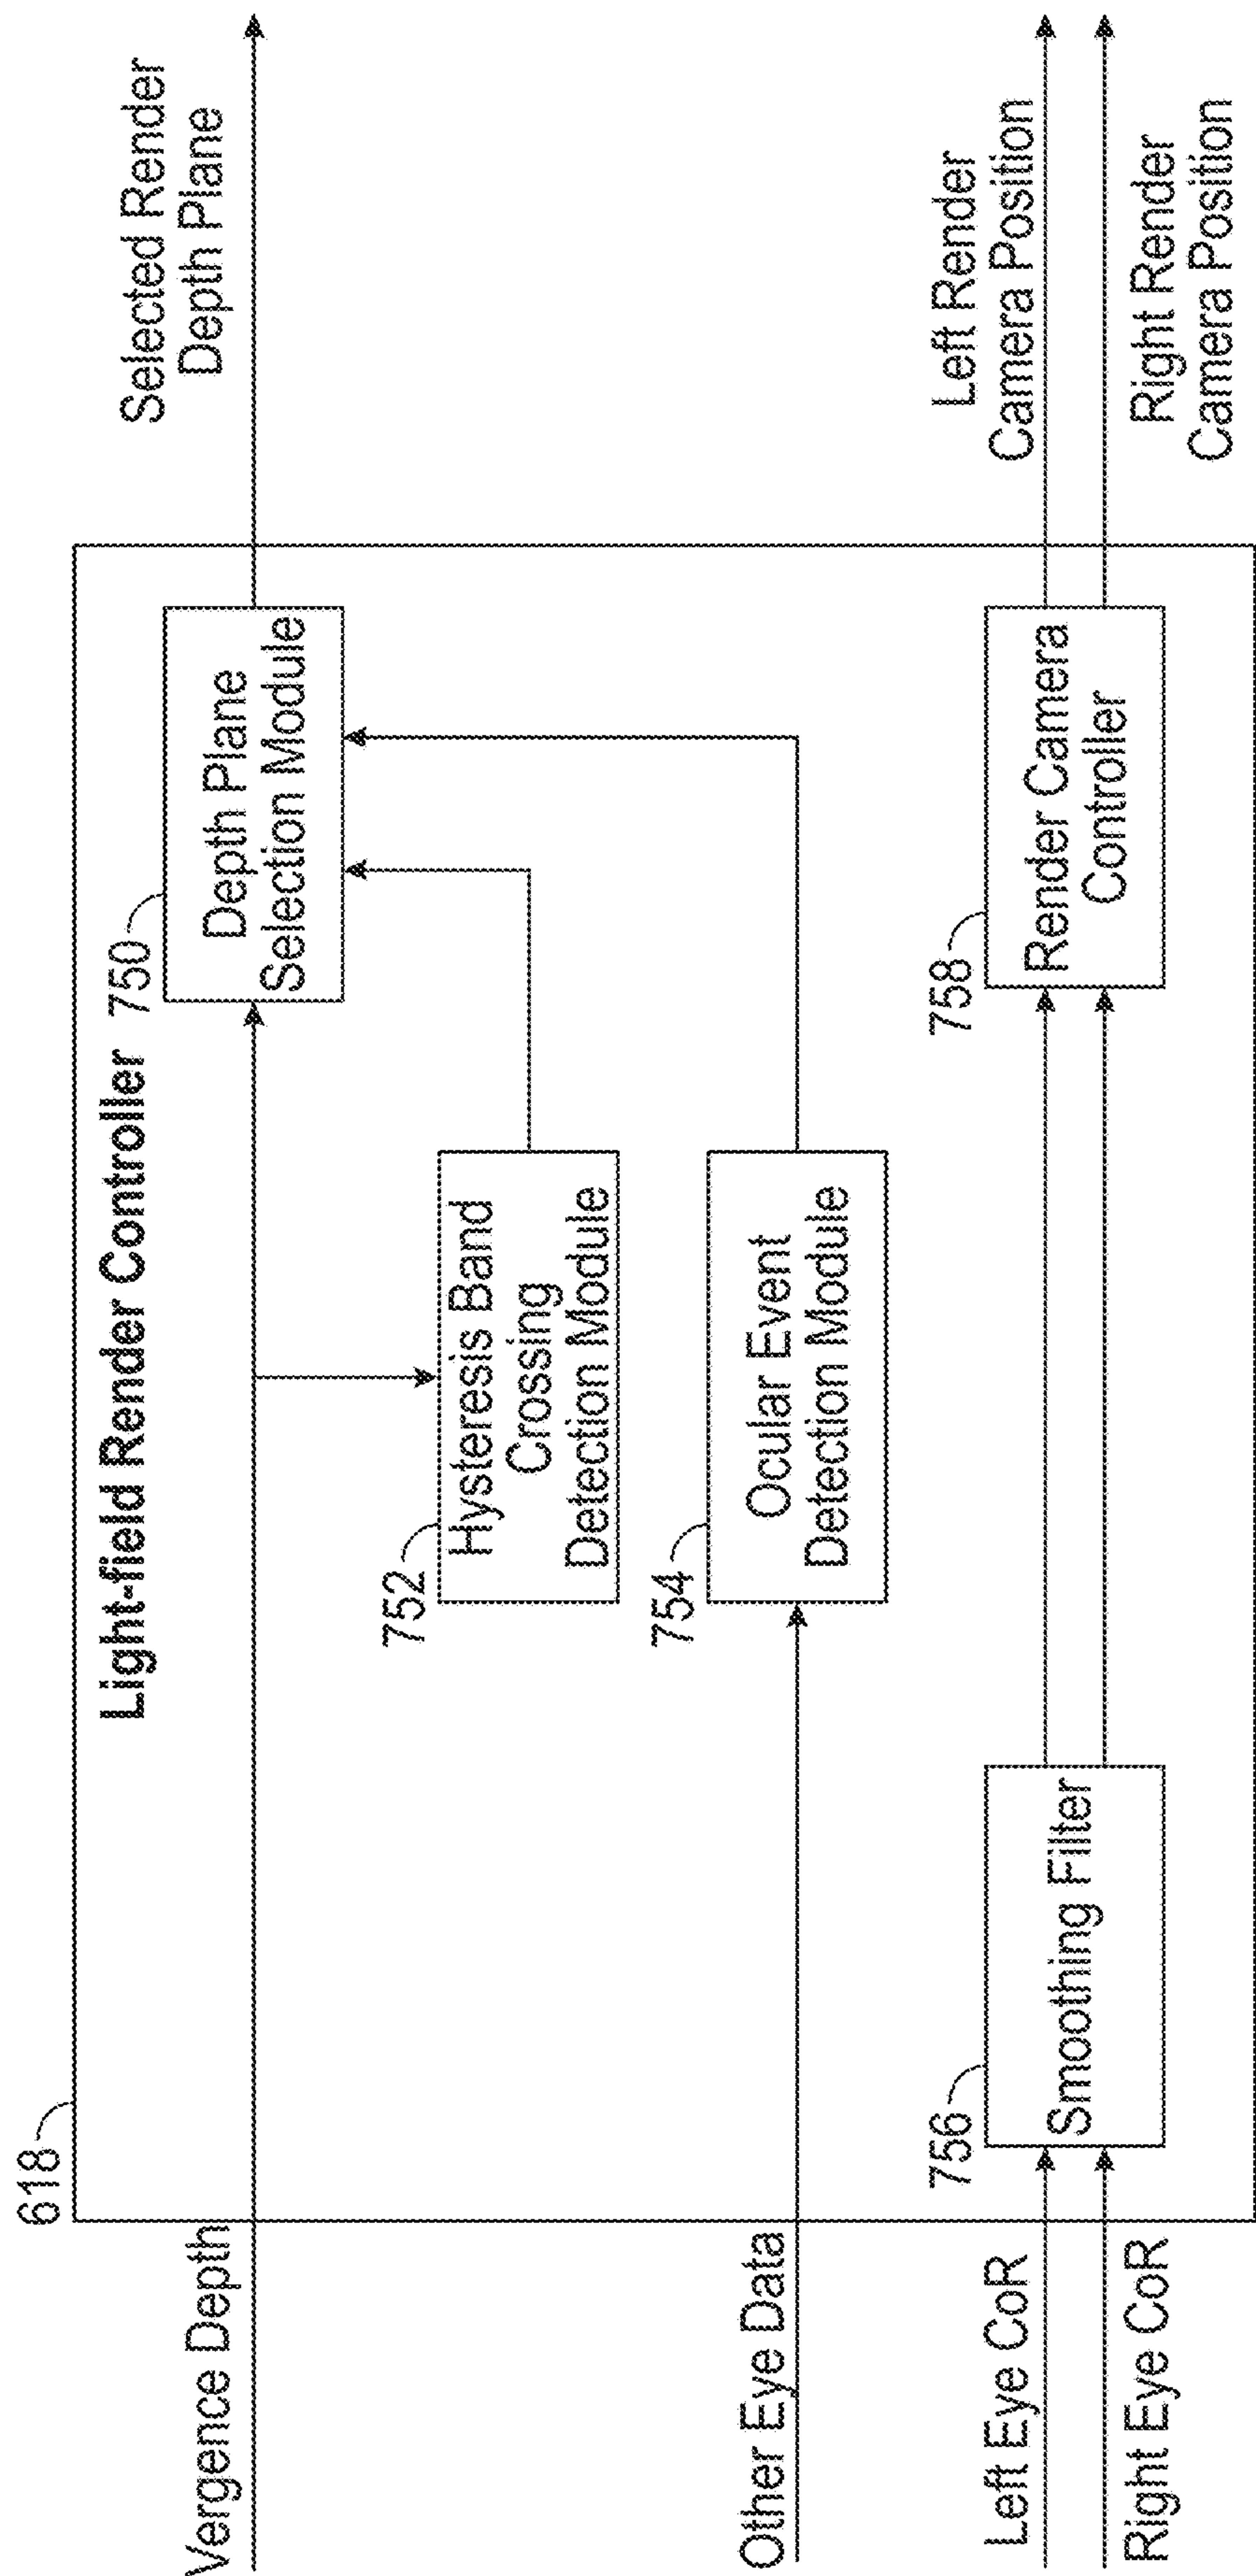 618
Light-field Render Controller
Vergence Depth
750
Depth Plane
Selection Module
Selected Render
Depth Plane
752
Hysteresis Band
Crossing
Detection Module
Other Eye Data
754
Ocular Event
Detection Module
Left Eye CoR
Right Eye CoR
756
Smoothing Filter
758
Render Camera
Controller
Left Render
Camera Position
Right Render
Camera Position